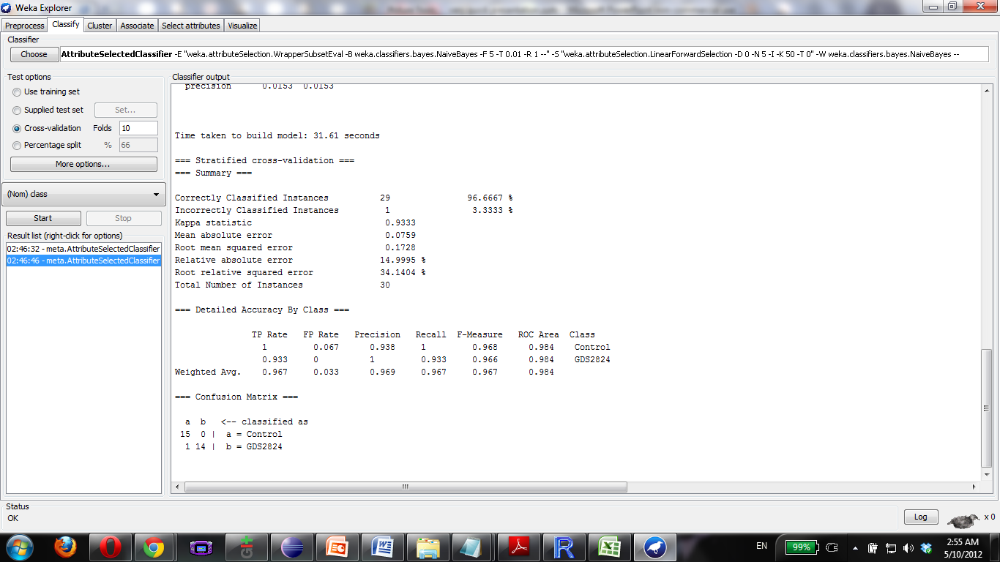 Weka Explorer
Preprocess Classify Cluster Associate Select attributes Visualize
Classifier
Choose AttributeSelectedClassifier -E "weka.attributeSelection.WrapperSubsetEval -B weka.classifiers.bayes.NaiveBayes -F 5 -T 0.01 -R 1 --" -S "weka.attributeSelection.LinearForwardSelection -D 0 -N 5 -I -K 50 -T 0" -W weka.classifiers.bayes.NaiveBayes --
Test options
Use training set
Supplied test set Set...
Cross-validation Folds 10
Percentage split % 66
More options...
(Nom) class
Start Stop
Result list (right-click for options)
02:46:32 - meta.AttributeSelectedClassifier
02:46:46 - meta.AttributeSelectedClassifier
Classifier output
precision 0.0153 0.0153
Time taken to build model: 31.61 seconds
=== Stratified cross-validation ===
=== Summary ===
Correctly Classified Instances 29 96.6667 %
Incorrectly Classified Instances 1 3.3333 %
Kappa statistic 0.9333
Mean absolute error 0.0759
Root mean squared error 0.1728
Relative absolute error 14.9995 %
Root relative squared error 34.1404 %
Total Number of Instances 30
=== Detailed Accuracy By Class ===
TP Rate FP Rate Precision Recall F-Measure ROC Area Class
1 0.067 0.938 1 0.968 0.984 Control
0.933 0 1 0.933 0.966 0.984 GDS2824
Weighted Avg. 0.967 0.033 0.969 0.967 0.967 0.984
=== Confusion Matrix ===
a b <-- classified as
15 0 | a = Control
1 14 | b = GDS2824
Status
OK
Log x 0
EN 99% 2:55 AM
5/10/2012